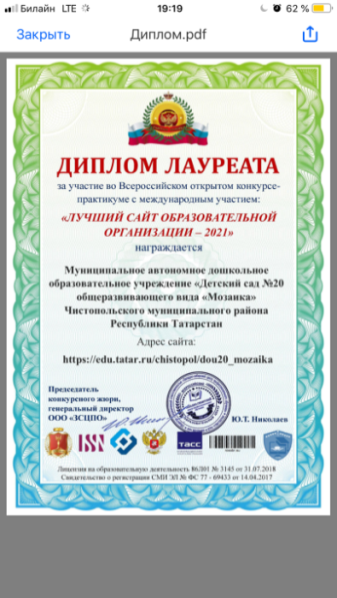 Билайн LTE 19:19 62 %
Закрыть Диплом.pdf
ДИПЛОМ ЛАУРЕАТА
за участие во Всероссийском открытом конкурсе-
практикуме с международным участием:
«ЛУЧШИЙ САЙТ ОБРАЗОВАТЕЛЬНОЙ
ОРГАНИЗАЦИИ – 2021»
награждается
Муниципальное автономное дошкольное
образовательное учреждение «Детский сад №20
общеразвивающего вида «Мозаика»
Чистопольского муниципального района
Республики Татарстан
Адрес сайта:
https://edu.tatar.ru/chistopol/dou20_mozaika
Председатель
конкурсного жюри,
генеральный директор
ООО «ЗСЦПО»
Ю.Т. Николаев
ISSN
ТАСС
Лицензия на образовательную деятельность 86Л01 № 3145 от 31.07.2018
Свидетельство о регистрации СМИ ЭЛ № ФС 77 - 69433 от 14.04.2017